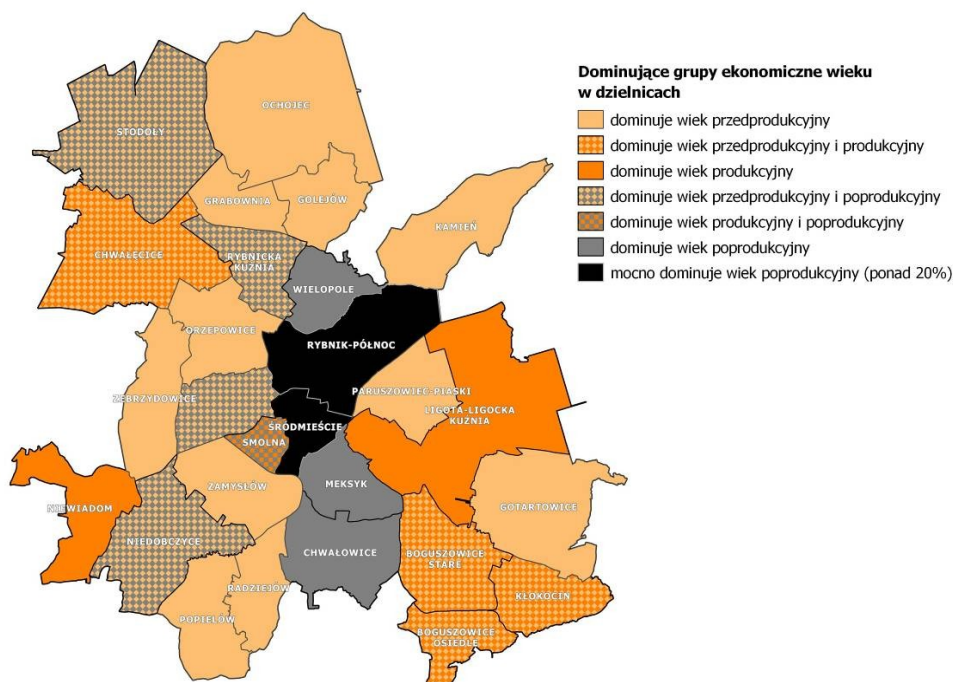 Dominujące grupy ekonomiczne wieku
w dzielnicach
dominuje wiek przedprodukcyjny
dominuje wiek przedprodukcyjny i produkcyjny
dominuje wiek produkcyjny
dominuje wiek przedprodukcyjny i poprodukcyjny
dominuje wiek produkcyjny i poprodukcyjny
dominuje wiek poprodukcyjny
mocno dominuje wiek poprodukcyjny (ponad 20%)
OCHOJEC
STODOŁY
GRABOWNIA
GOLEJÓW
KAMIEŃ
CHWAŁĘCICE
RYBNICKA
KUŹNIA
WIELOPOLE
ORZEPOWICE
RYBNIK-PÓŁNOC
ZEBRZYDOWICE
PARUSZOWIEC-PIASKI
LIGOTA-LIGOCKA
KUŹNIA
ŚRÓDMIEŚCIE
SMOLNA
ZAMYSŁÓW
MEKSYK
NIEWIADOM
GOTARTOWICE
NIEDOBCZYCE
CHWAŁOWICE
BOGUSZOWICE
STARE
RADZIEJÓW
KŁOKOCIN
POPIELÓW
BOGUSZOWICE
OSIEDLE